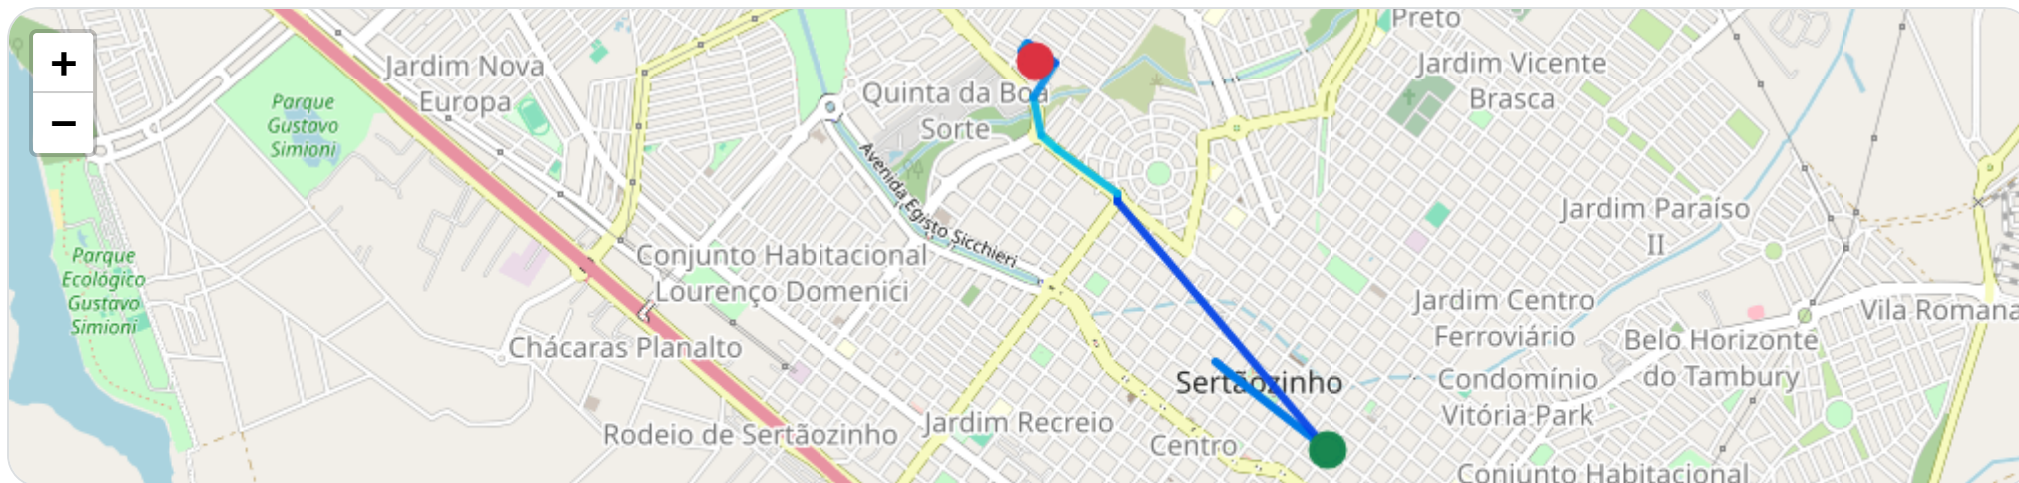 +
−
Preto
Jardim Nova
Europa
Jardim Vicente
Brasca
Parque
Gustavo
Simioni
Quinta da Boa
Sorte
Avenida Egisto Sicchieri
Jardim Paraíso
II
Parque
Ecológico
Gustavo
Simioni
Conjunto Habitacional
Lourenço Domenici
Jardim Centro
Ferroviário
Vila Romana
Chácaras Planalto
Belo Horizonte
do Tambury
Sertãozinho
Condomínio
Vitória Park
Jardim Recreio
Rodeio de Sertãozinho
Centro
Conjunto Habitacional